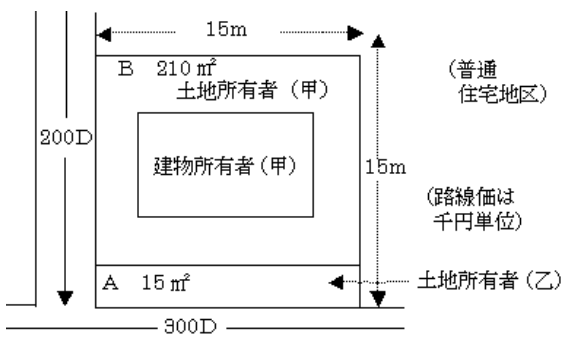 15m
B 210㎡
土地所有者（甲）
(普通
住宅地区)
200D
建物所有者（甲）
15m
(路線価は
千円単位)
A 15㎡
土地所有者（乙）
300D